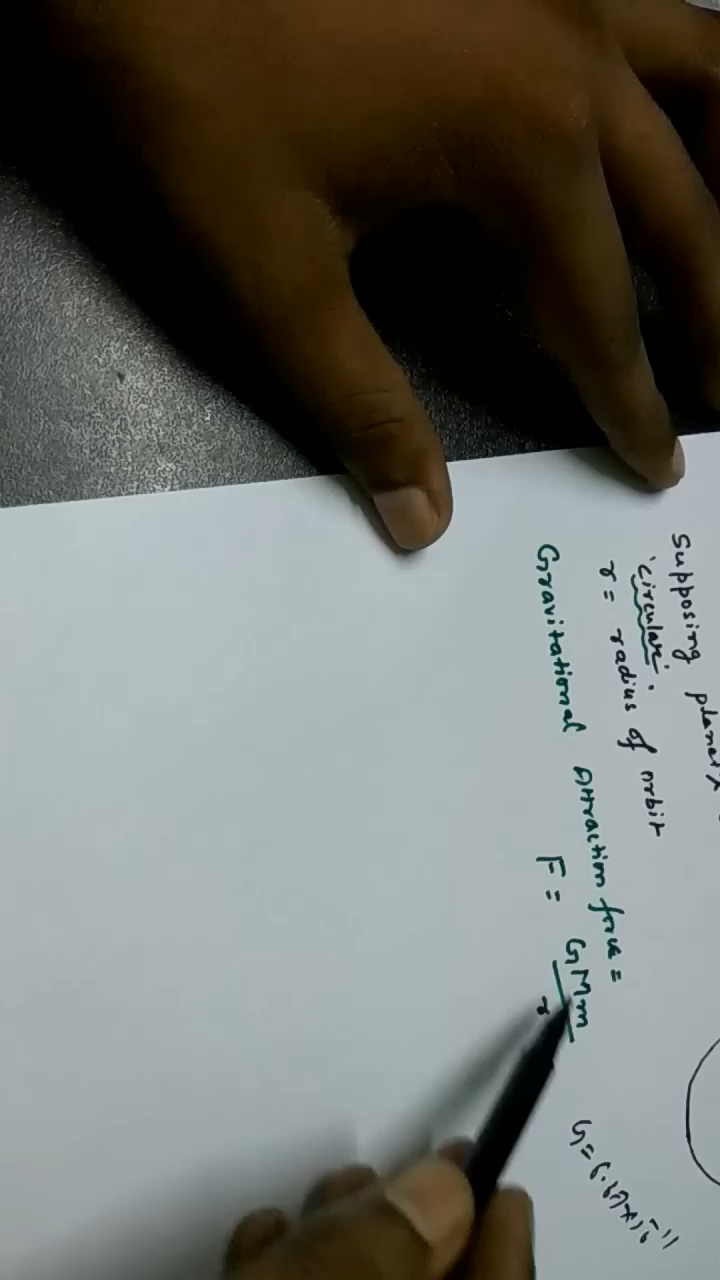 Supposing planet's
'circular'.
r = radius of orbit
Gravitational Attraction force =
F = GMm
r
G = 6.67×10⁻¹¹